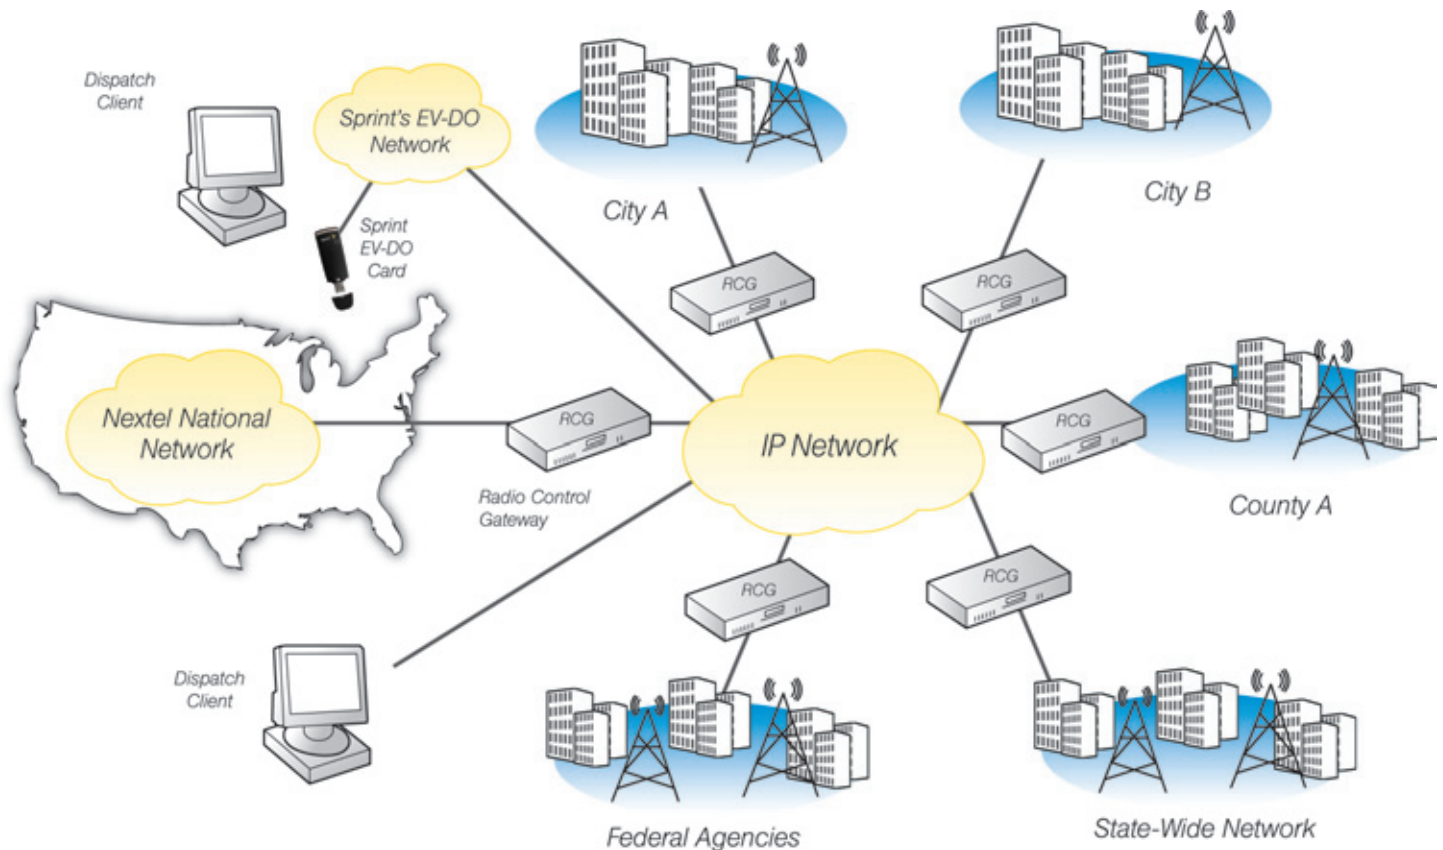 Dispatch
Client
Sprint's EV-DO
Network
Sprint
EV-DO
Card
City A
City B
RCG
RCG
Nextel National
Network
RCG
Radio Control
Gateway
IP Network
RCG
County A
RCG
RCG
Dispatch
Client
Federal Agencies
State-Wide Network